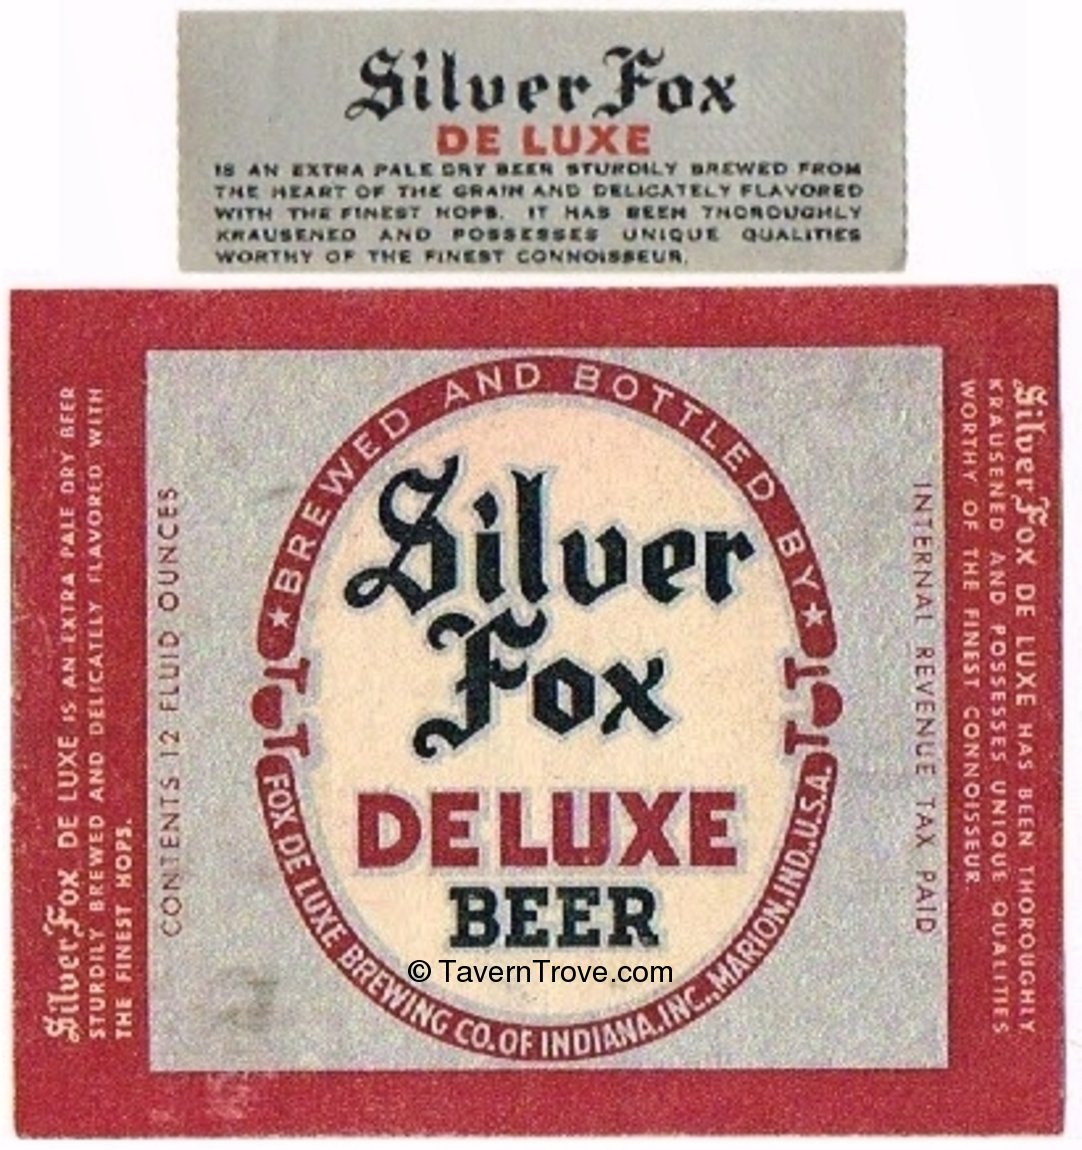 Silver Fox
DE LUXE
IS AN EXTRA PALE DRY BEER STURDILY BREWED FROM
THE HEART OF THE GRAIN AND DELICATELY FLAVORED
WITH THE FINEST HOPS. IT HAS BEEN THOROUGHLY
KRAUSENED AND POSSESSES UNIQUE QUALITIES
WORTHY OF THE FINEST CONNOISSEUR.
Silver Fox DE LUXE IS AN EXTRA PALE DRY BEER
STURDILY BREWED AND DELICATELY FLAVORED WITH
THE FINEST HOPS.
CONTENTS 12 FLUID OUNCES
★ BREWED AND BOTTLED BY ★
Silver
Fox
DE LUXE
BEER
FOX DE LUXE BREWING CO. OF INDIANA, INC., MARION, IND. U.S.A.
© TavernTrove.com
INTERNAL REVENUE TAX PAID
Silver Fox DE LUXE HAS BEEN THOROUGHLY
KRAUSENED AND POSSESSES UNIQUE QUALITIES
WORTHY OF THE FINEST CONNOISSEUR.